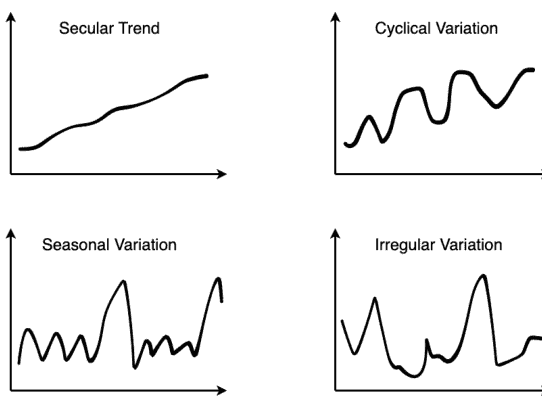 Secular Trend
Cyclical Variation
Seasonal Variation
Irregular Variation